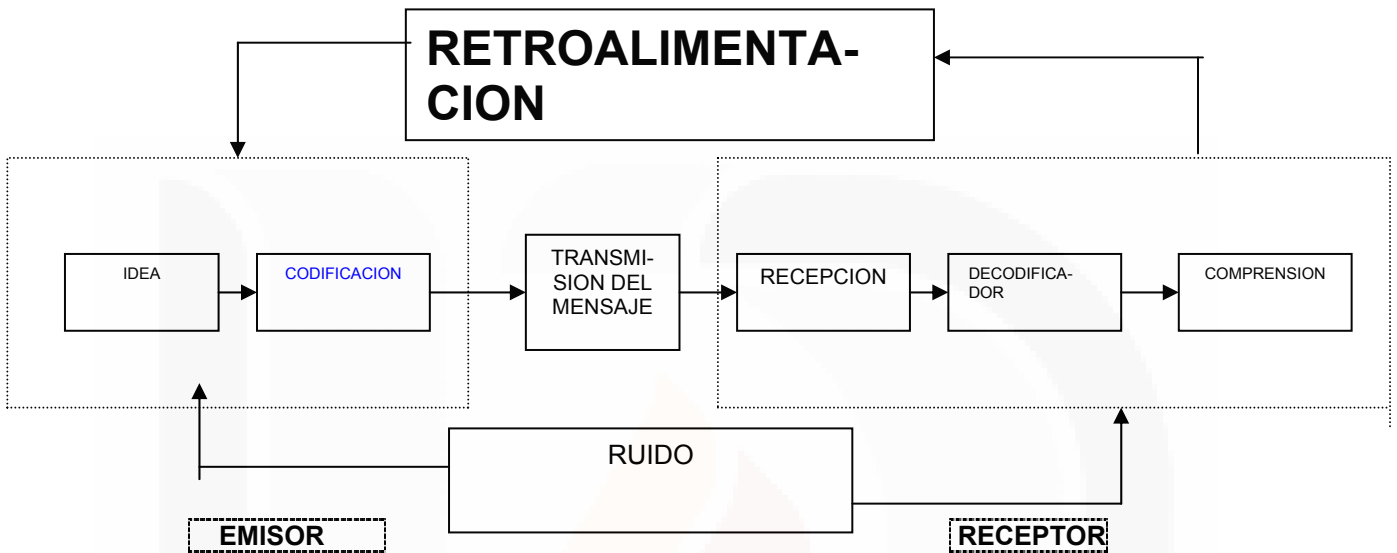 RETROALIMENTA-
CION
IDEA
CODIFICACION
TRANSMI-
SION DEL
MENSAJE
RECEPCION
DECODIFICA-
DOR
COMPRENSION
RUIDO
EMISOR
RECEPTOR